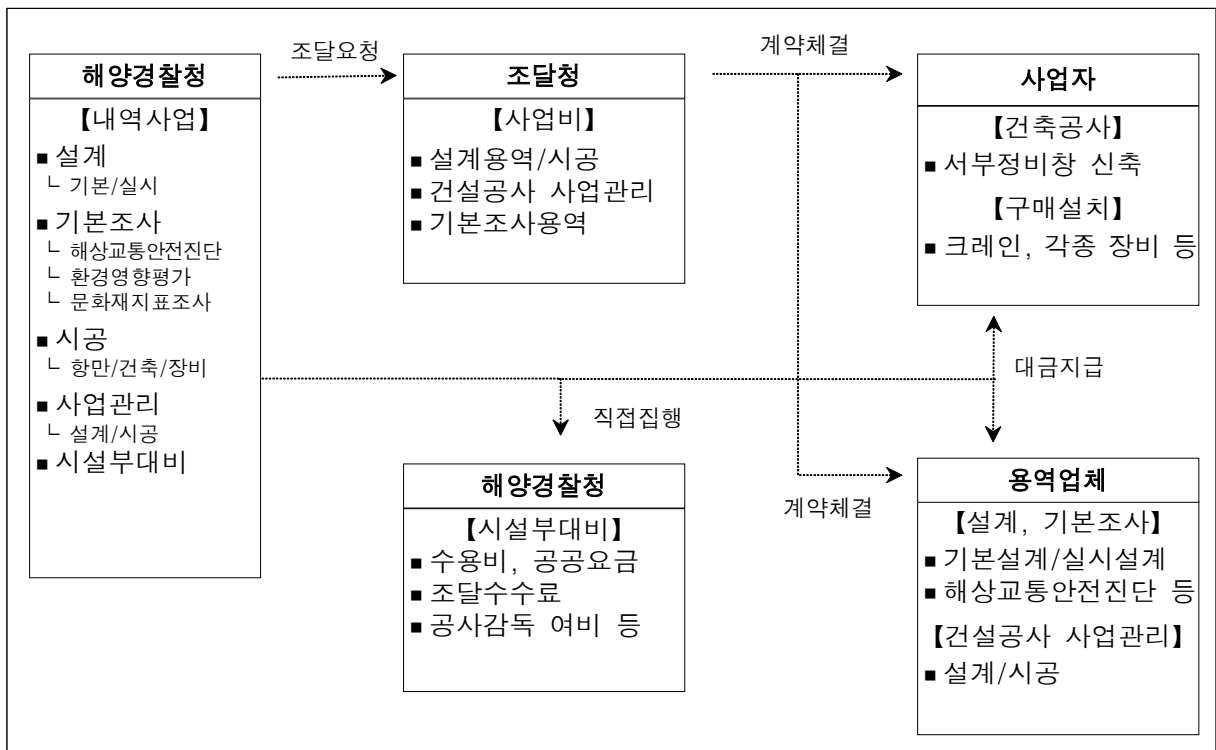 해양경찰청
【내역사업】
■ 설계
└ 기본/실시
■ 기본조사
└ 해상교통안전진단
└ 환경영향평가
└ 문화재지표조사
■ 시공
└ 항만/건축/장비
■ 사업관리
└ 설계/시공
■ 시설부대비
조달요청
조달청
【사업비】
■ 설계용역/시공
■ 건설공사 사업관리
■ 기본조사용역
계약체결
사업자
【건축공사】
■ 서부정비창 신축
【구매설치】
■ 크레인, 각종 장비 등
대금지급
직접집행
해양경찰청
【시설부대비】
■ 수용비, 공공요금
■ 조달수수료
■ 공사감독 여비 등
계약체결
용역업체
【설계, 기본조사】
■ 기본설계/실시설계
■ 해상교통안전진단 등
【건설공사 사업관리】
■ 설계/시공